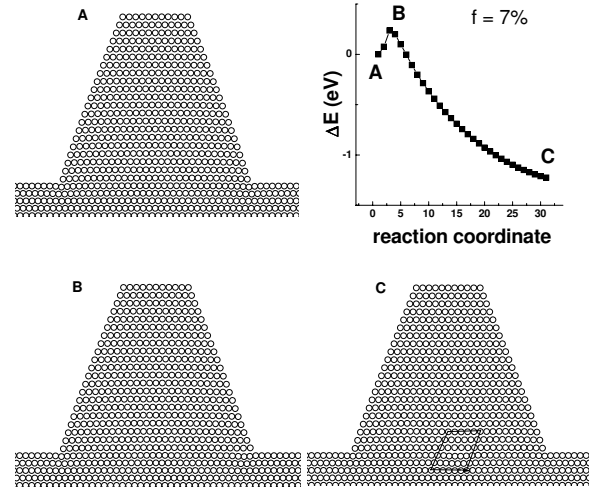 A
f = 7%
B
0
A
ΔE (eV)
C
-1
0 5 10 15 20 25 30
reaction coordinate
B
C